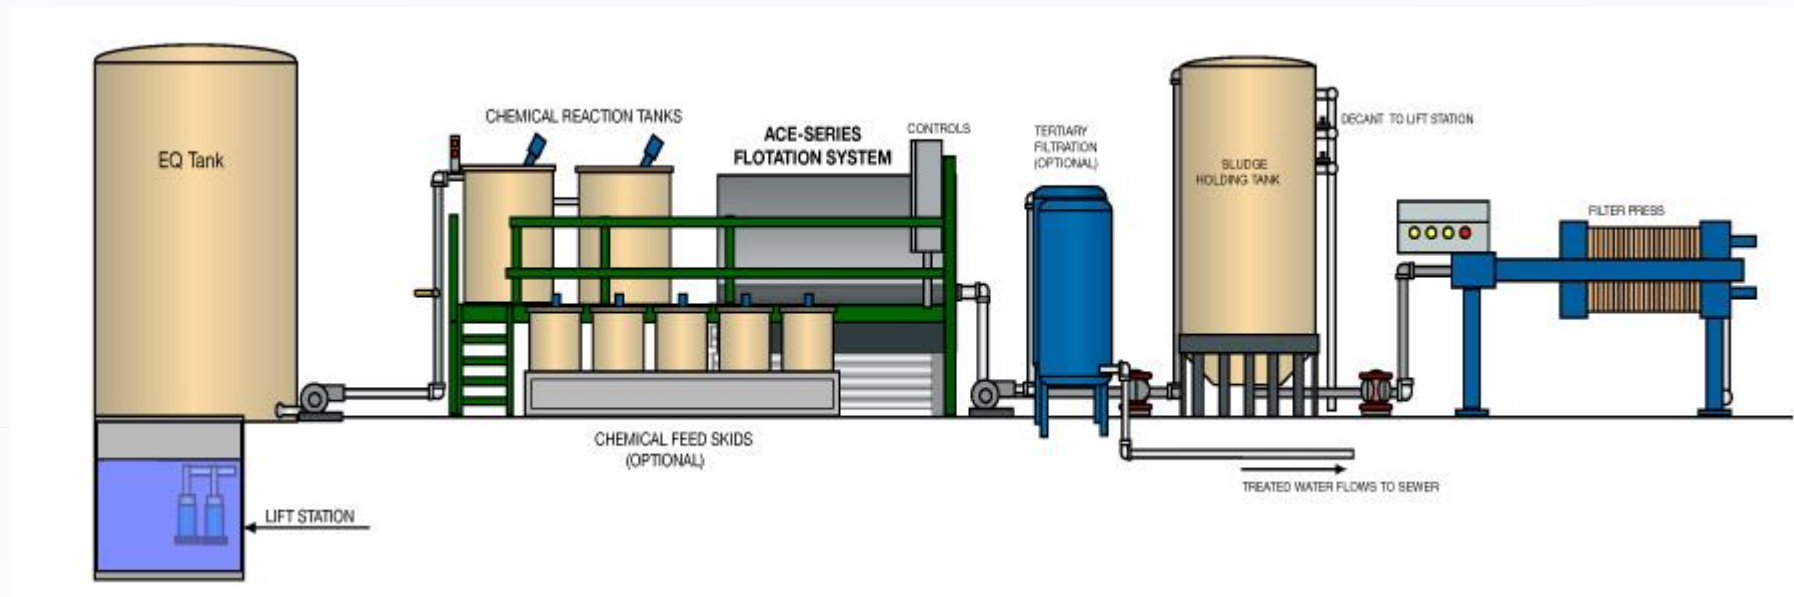 EQ Tank
LIFT STATION
CHEMICAL REACTION TANKS
ACE-SERIES
FLOTATION SYSTEM
CONTROLS
CHEMICAL FEED SKIDS
(OPTIONAL)
TERTIARY
FILTRATION
(OPTIONAL)
SLUDGE
HOLDING TANK
DECANT TO LIFT STATION
FILTER PRESS
TREATED WATER FLOWS TO SEWER